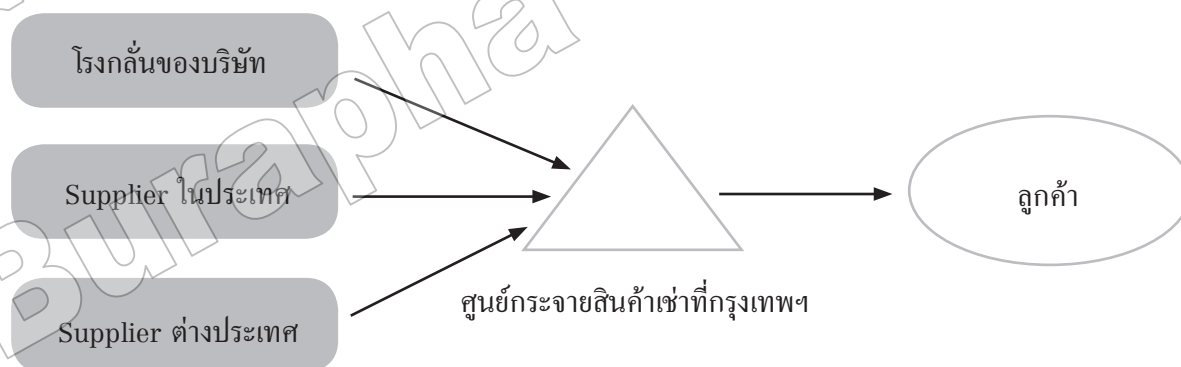 โรงกลั่นของบริษัท
Supplier ในประเทศ
Supplier ต่างประเทศ
ศูนย์กระจายสินค้าเช่าที่กรุงเทพฯ
ลูกค้า
Burapha